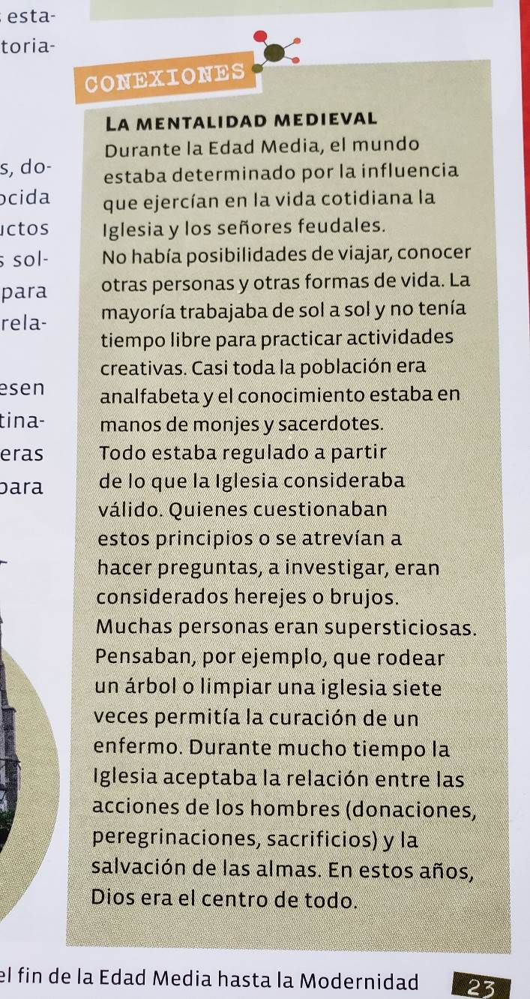 esta-
toria-
s, do-
ocida
uctos
s sol-
para
rela-
esen
tina-
eras
para
CONEXIONES
LA MENTALIDAD MEDIEVAL
Durante la Edad Media, el mundo
estaba determinado por la influencia
que ejercían en la vida cotidiana la
Iglesia y los señores feudales.
No había posibilidades de viajar, conocer
otras personas y otras formas de vida. La
mayoría trabajaba de sol a sol y no tenía
tiempo libre para practicar actividades
creativas. Casi toda la población era
analfabeta y el conocimiento estaba en
manos de monjes y sacerdotes.
Todo estaba regulado a partir
de lo que la Iglesia consideraba
válido. Quienes cuestionaban
estos principios o se atrevían a
hacer preguntas, a investigar, eran
considerados herejes o brujos.
Muchas personas eran supersticiosas.
Pensaban, por ejemplo, que rodear
un árbol o limpiar una iglesia siete
veces permitía la curación de un
enfermo. Durante mucho tiempo la
Iglesia aceptaba la relación entre las
acciones de los hombres (donaciones,
peregrinaciones, sacrificios) y la
salvación de las almas. En estos años,
Dios era el centro de todo.
el fin de la Edad Media hasta la Modernidad 23